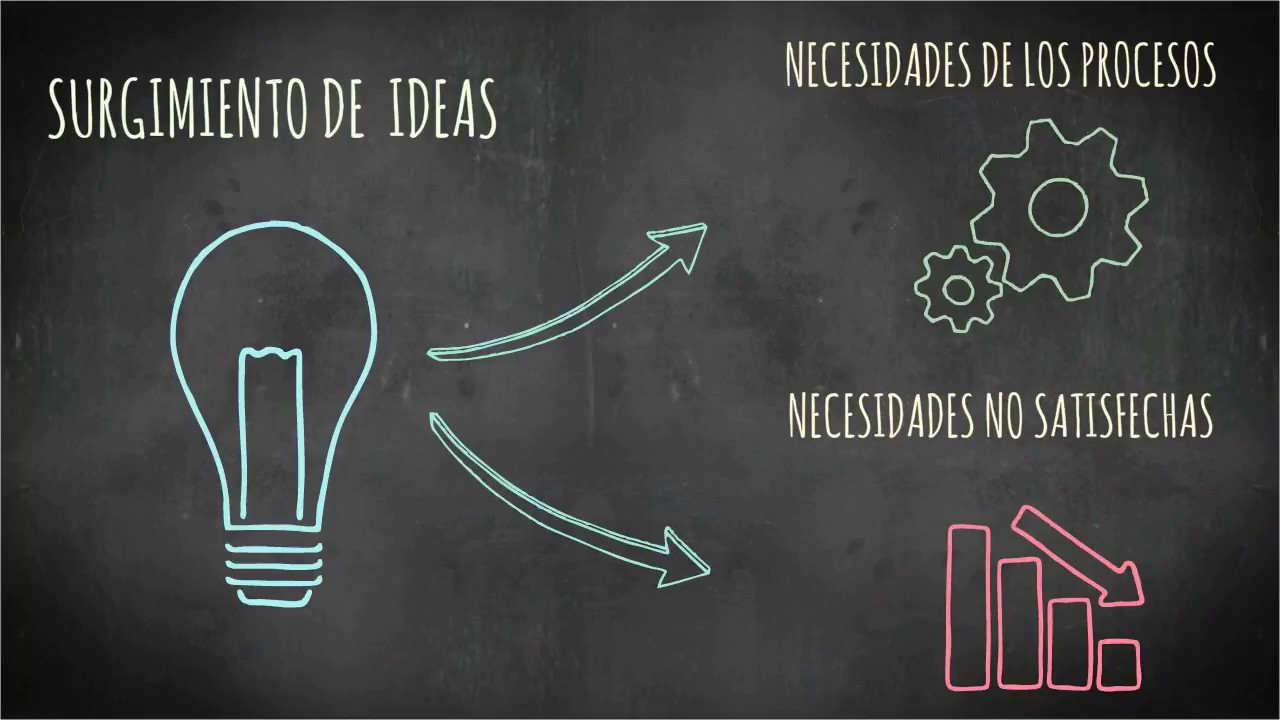 SURGIMIENTO DE IDEAS
NECESIDADES DE LOS PROCESOS
NECESIDADES NO SATISFECHAS